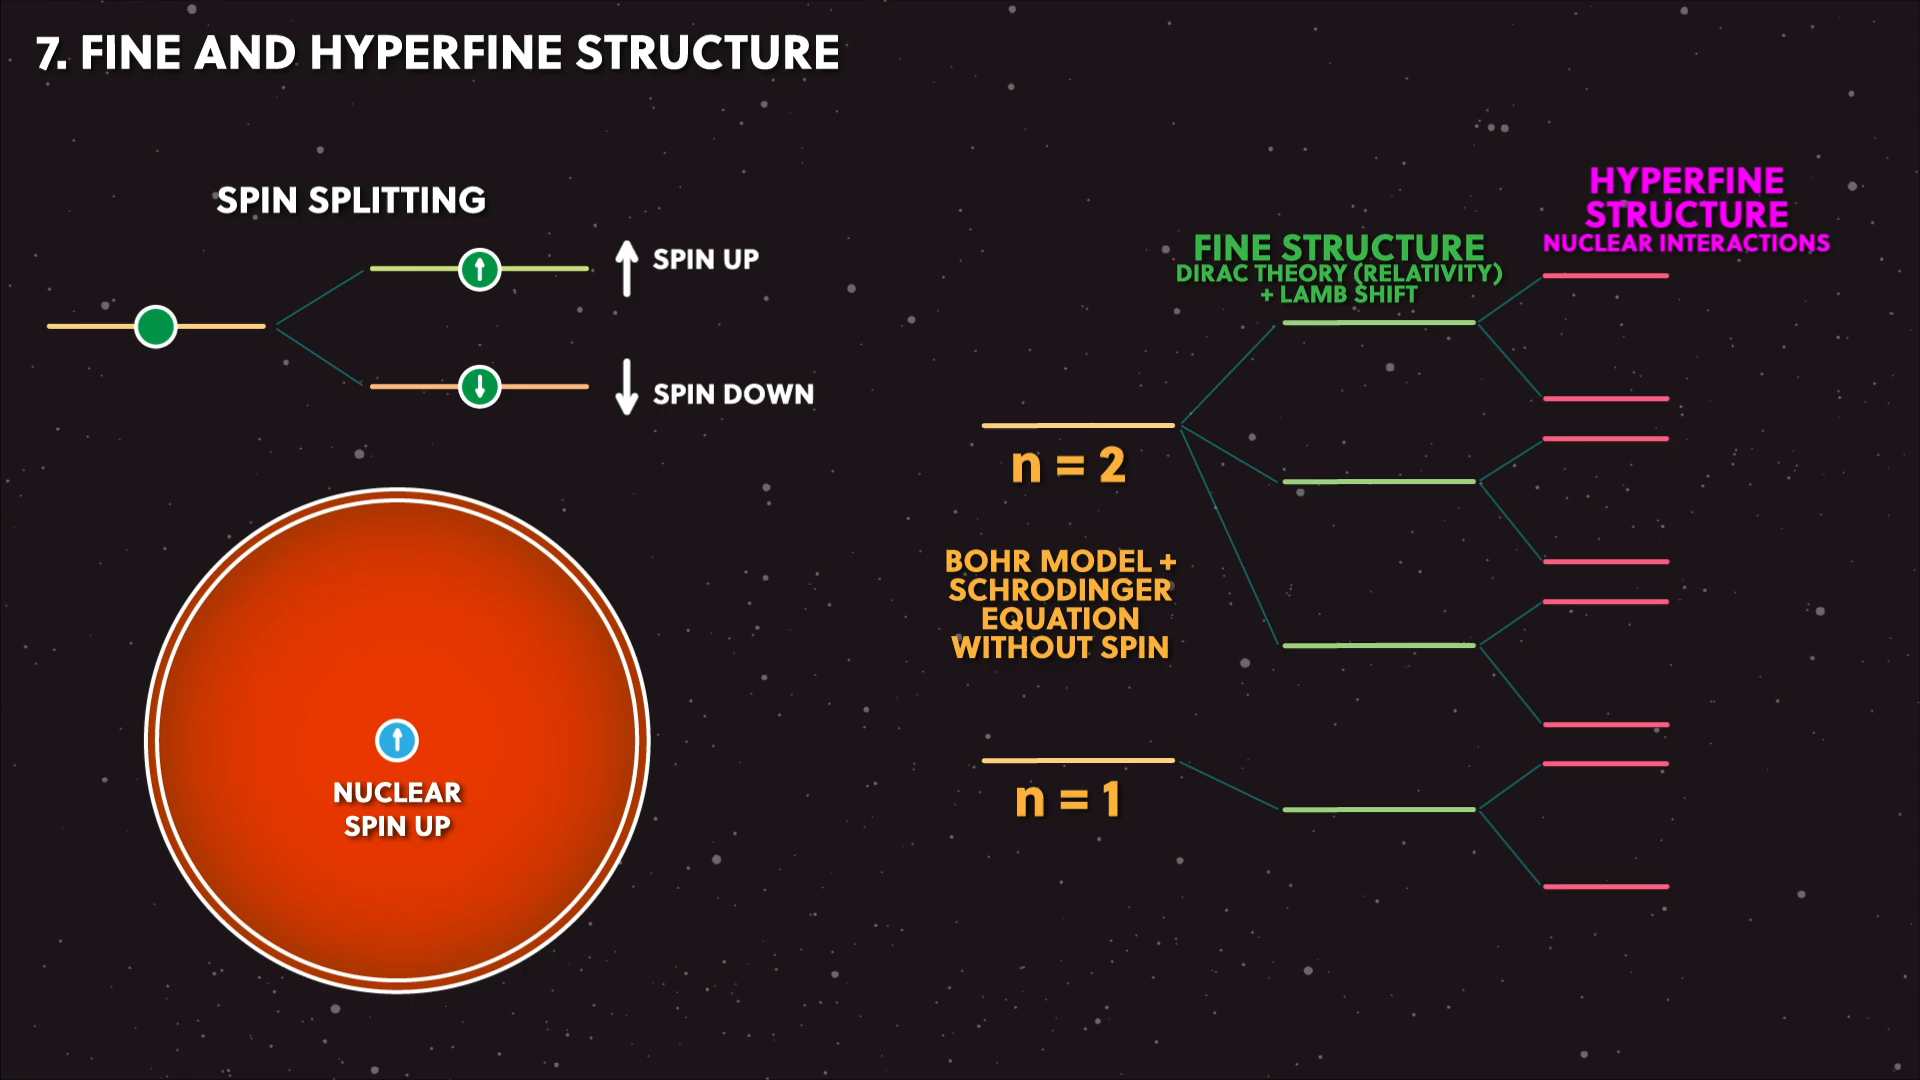 7. FINE AND HYPERFINE STRUCTURE
SPIN SPLITTING
SPIN UP
SPIN DOWN
NUCLEAR
SPIN UP
n = 2
BOHR MODEL +
SCHRODINGER
EQUATION
WITHOUT SPIN
n = 1
FINE STRUCTURE
DIRAC THEORY (RELATIVITY)
+ LAMB SHIFT
HYPERFINE
STRUCTURE
NUCLEAR INTERACTIONS